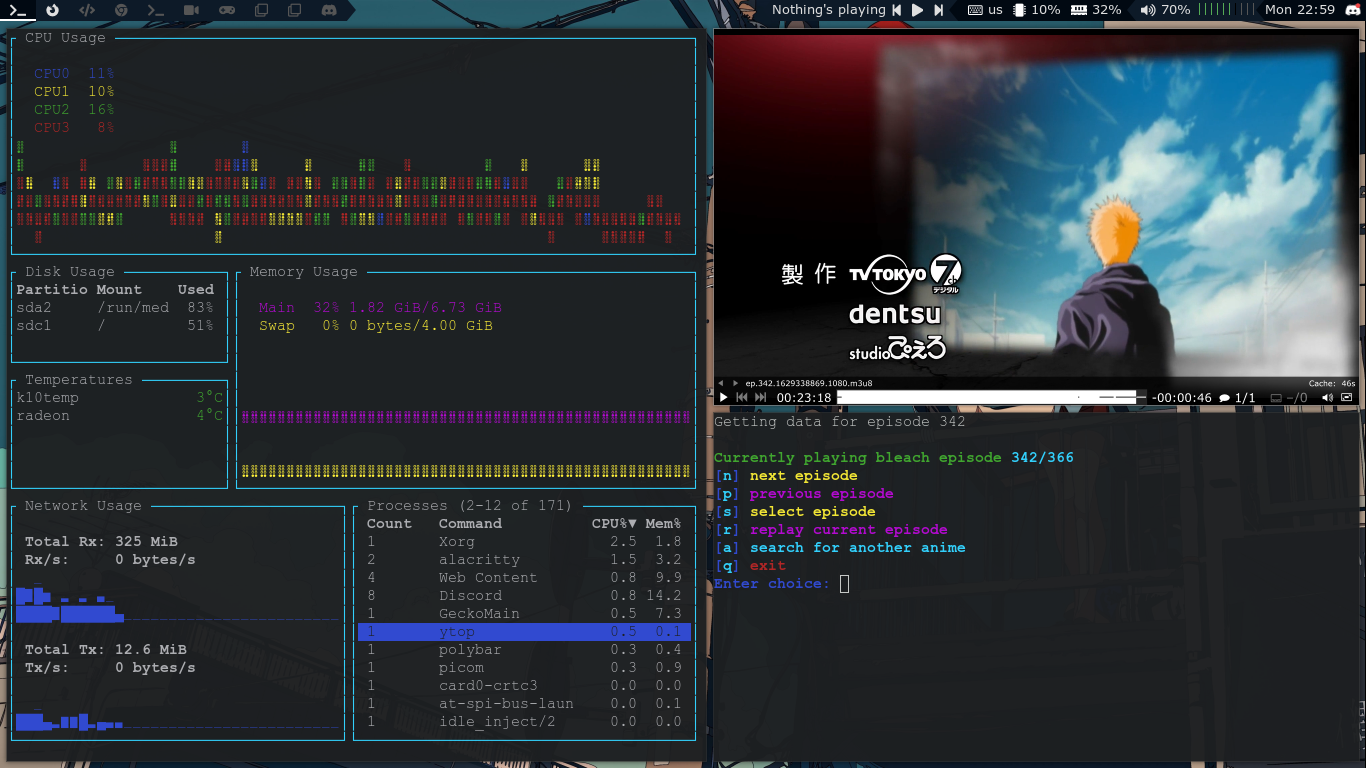 Nothing's playing us 10% 32% 70% Mon 22:59
CPU Usage
CPU0 11%
CPU1 10%
CPU2 16%
CPU3 8%
Disk Usage
Partitio Mount Used
sda2 /run/med 83%
sdc1 / 51%
Temperatures
k10temp 3°C
radeon 4°C
Memory Usage
Main 32% 1.82 GiB/6.73 GiB
Swap 0% 0 bytes/4.00 GiB
Network Usage
Total Rx: 325 MiB
Rx/s: 0 bytes/s
Total Tx: 12.6 MiB
Tx/s: 0 bytes/s
Processes (2-12 of 171)
Count Command CPU%▼ Mem%
1 Xorg 2.5 1.8
2 alacritty 1.5 3.2
4 Web Content 0.8 9.9
8 Discord 0.8 14.2
1 GeckoMain 0.5 7.3
1 ytop 0.5 0.1
1 polybar 0.3 0.4
1 picom 0.3 0.9
1 card0-crtc3 0.0 0.0
1 at-spi-bus-laun 0.0 0.1
1 idle_inject/2 0.0 0.0
製作 TV TOKYO 7
デジタル
dentsu
studioぴえろ
ep.342.1629338869.1080.m3u8 Cache: 46s
00:23:18 -00:00:46 1/1 –/0
Getting data for episode 342
Currently playing bleach episode 342/366
[n] next episode
[p] previous episode
[s] select episode
[r] replay current episode
[a] search for another anime
[q] exit
Enter choice: